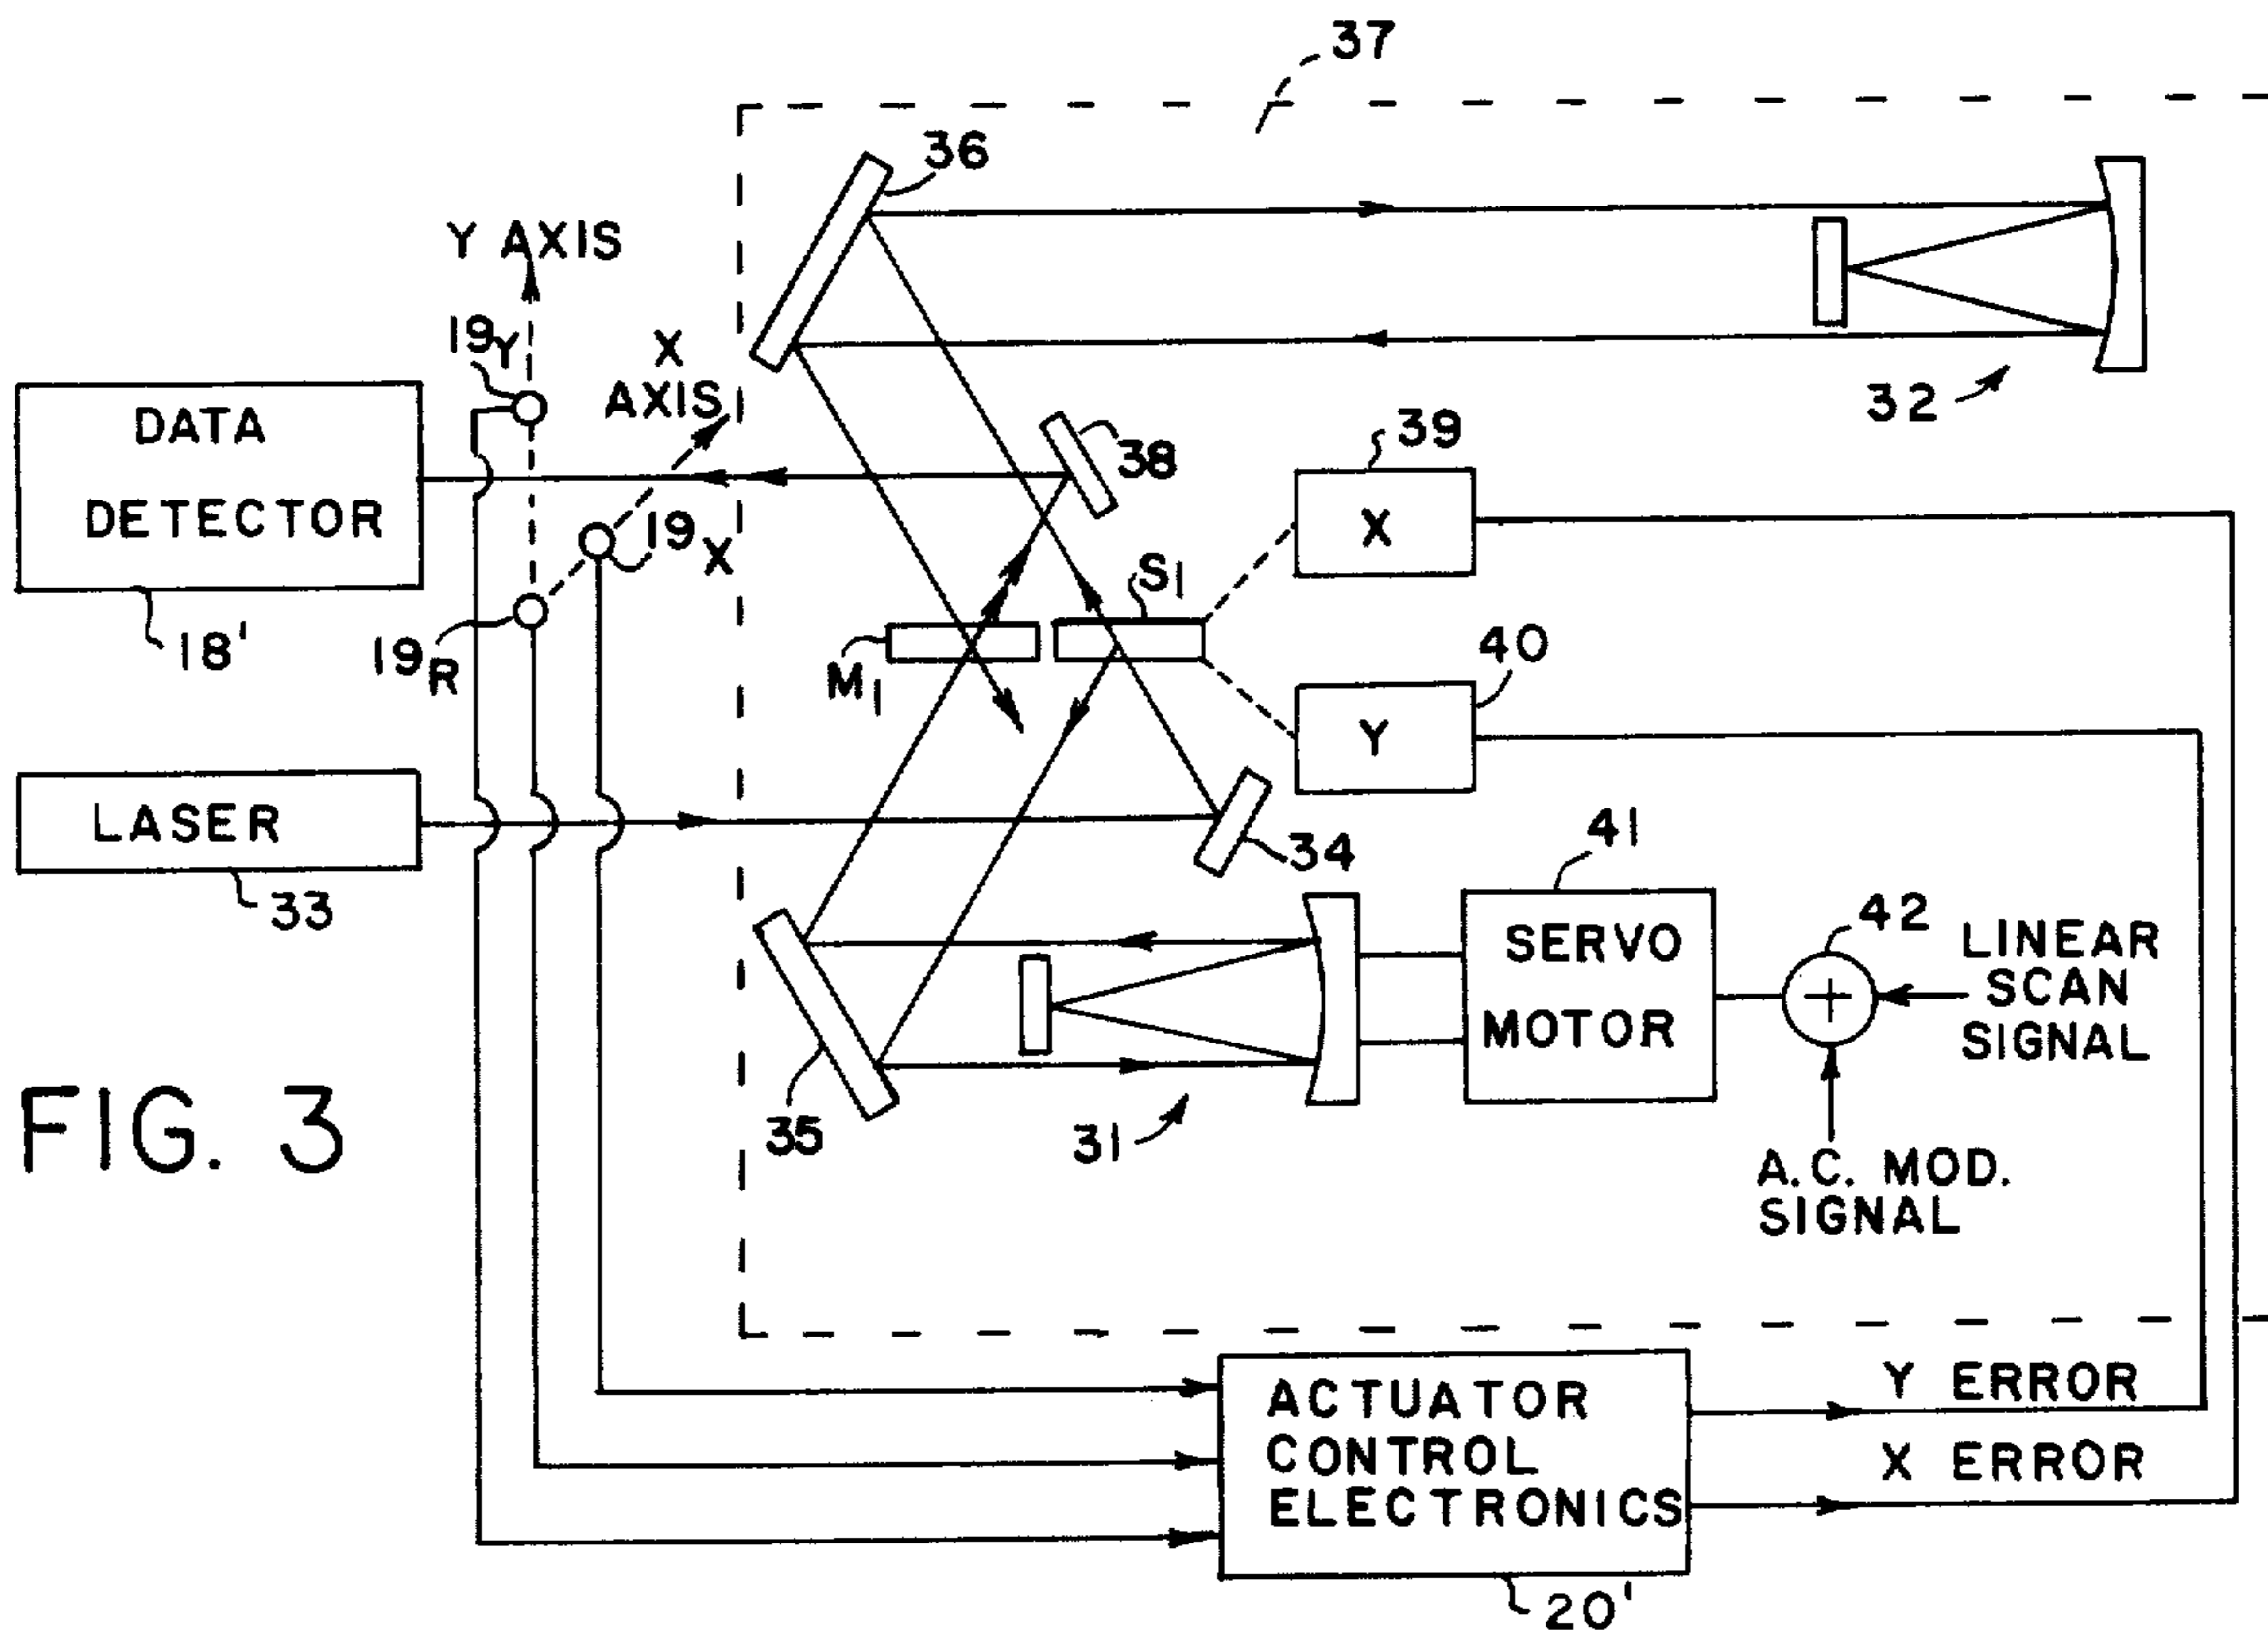 37
36
Y AXIS
19Y
X
AXIS
32
DATA
DETECTOR
38
39
X
19X
S1
18'
19R
M1
40
Y
LASER
34
41
33
SERVO
MOTOR
42
LINEAR
SCAN
SIGNAL
FIG. 3
35
31
A.C. MOD.
SIGNAL
ACTUATOR
CONTROL
ELECTRONICS
Y ERROR
X ERROR
20'